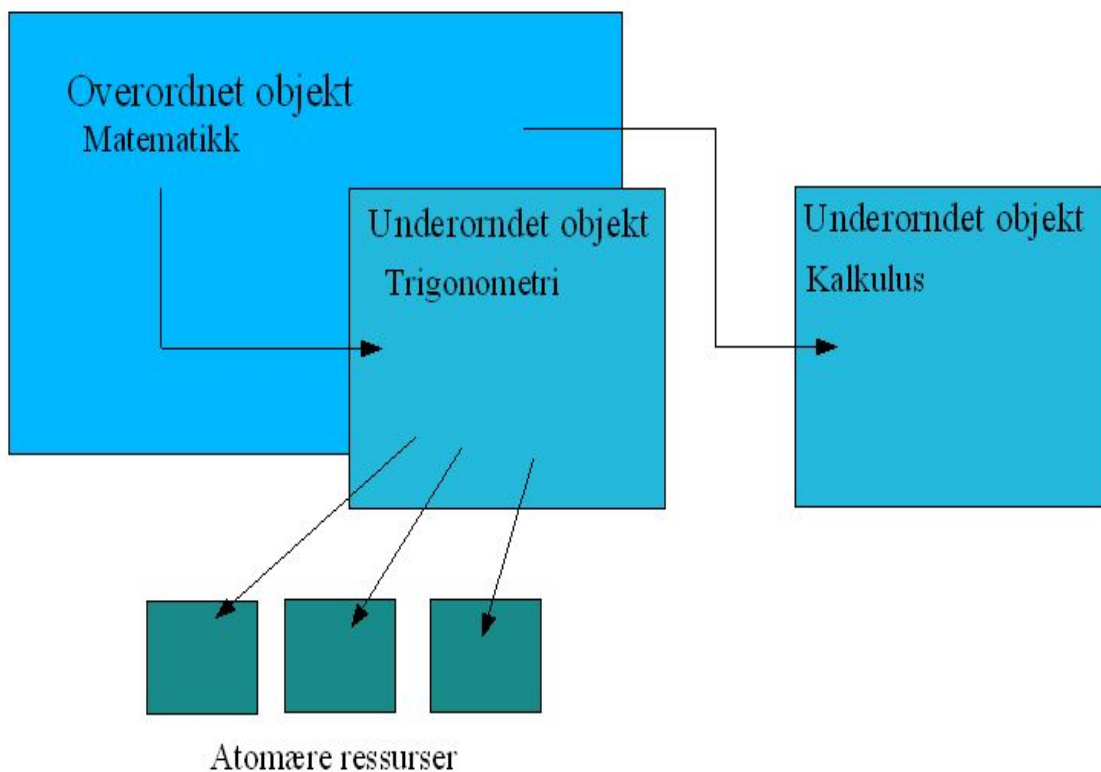 Overordnet objekt
Matematikk
Underorndet objekt
Trigonometri
Underorndet objekt
Kalkulus
Atomære ressurser